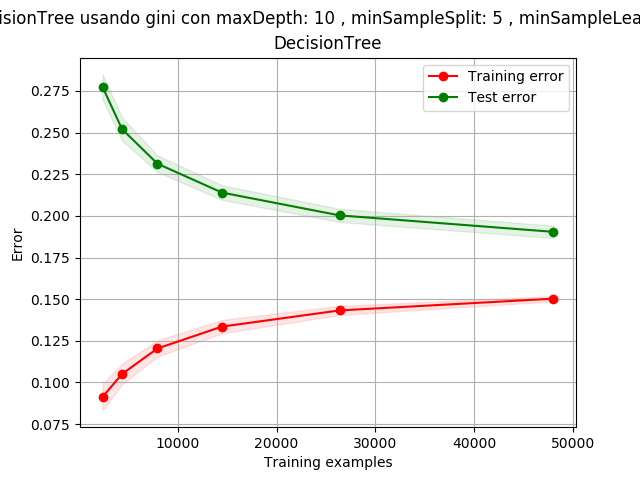 isionTree usando gini con maxDepth: 10 , minSampleSplit: 5 , minSampleLea
DecisionTree
Training error
Test error
0.275
0.250
0.225
0.200
0.175
0.150
0.125
0.100
0.075
Error
10000 20000 30000 40000 50000
Training examples